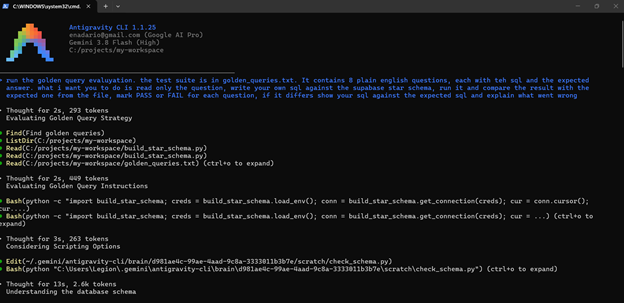 C:\WINDOWS\system32\cmd.
Antigravity CLI 1.1.25
enadario@gmail.com (Google AI Pro)
Gemini 3.8 Flash (High)
C:/projects/my-workspace
run the golden query evaluyation. the test suite is in golden_queries.txt. It contains 8 plain english questions, each with teh sql and the expected
answer. what i want you to do is read only the question, write your own sql against the supabase star schema, run it and compare the result with the
expected one from the file, mark PASS or FAIL for each question, if it differs show your sql against the expected sql and explain what went wrong
Thought for 2s, 293 tokens
Evaluating Golden Query Strategy
Find(Find golden queries)
ListDir(C:/projects/my-workspace)
Read(C:/projects/my-workspace/build_star_schema.py)
Read(C:/projects/my-workspace/build_star_schema.py)
Read(C:/projects/my-workspace/golden_queries.txt) (ctrl+o to expand)
Thought for 2s, 449 tokens
Evaluating Golden Query Instructions
Bash(python -c "import build_star_schema; creds = build_star_schema.load_env(); conn = build_star_schema.get_connection(creds); cur = conn.cursor();
cur....)
Bash(python -c "import build_star_schema; creds = build_star_schema.load_env(); conn = build_star_schema.get_connection(creds); cur = ...) (ctrl+o to
expand)
Thought for 3s, 263 tokens
Considering Scripting Options
Edit(~/.gemini/antigravity-cli/brain/d981ae4c-99ae-4aad-9c8a-3333011b3b7e/scratch/check_schema.py)
Bash(python "C:\Users\Legion\.gemini\antigravity-cli\brain\d981ae4c-99ae-4aad-9c8a-3333011b3b7e\scratch\check_schema.py") (ctrl+o to expand)
Thought for 13s, 2.6k tokens
Understanding the database schema